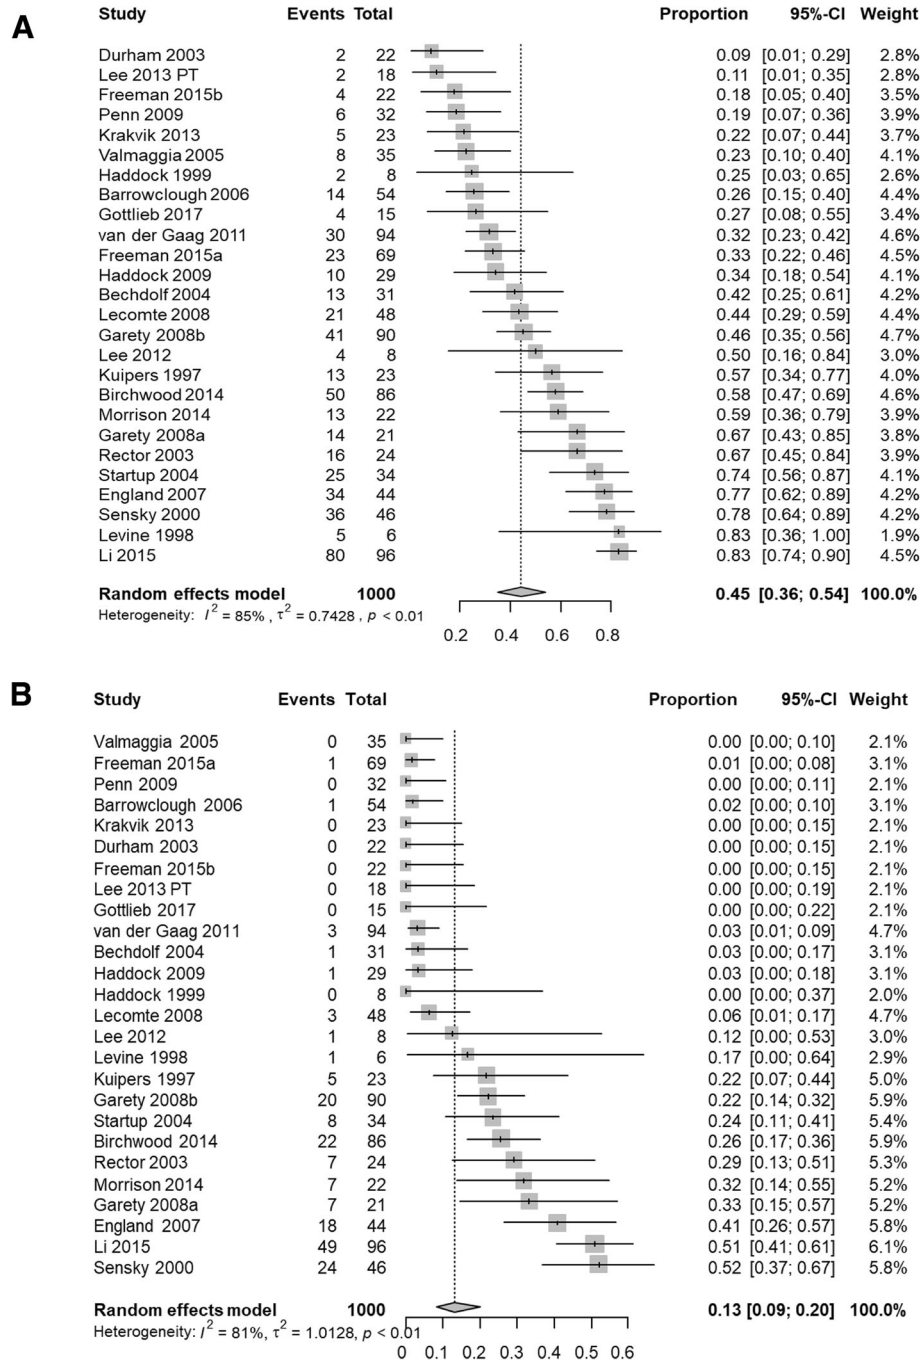 A
Study Events Total Proportion 95%-CI Weight
Durham 2003 2 22 0.09 [0.01; 0.29] 2.8%
Lee 2013 PT 2 18 0.11 [0.01; 0.35] 2.8%
Freeman 2015b 4 22 0.18 [0.05; 0.40] 3.5%
Penn 2009 6 32 0.19 [0.07; 0.36] 3.9%
Krakvik 2013 5 23 0.22 [0.07; 0.44] 3.7%
Valmaggia 2005 8 35 0.23 [0.10; 0.40] 4.1%
Haddock 1999 2 8 0.25 [0.03; 0.65] 2.6%
Barrowclough 2006 14 54 0.26 [0.15; 0.40] 4.4%
Gottlieb 2017 4 15 0.27 [0.08; 0.55] 3.4%
van der Gaag 2011 30 94 0.32 [0.23; 0.42] 4.6%
Freeman 2015a 23 69 0.33 [0.22; 0.46] 4.5%
Haddock 2009 10 29 0.34 [0.18; 0.54] 4.2%
Bechdolf 2004 13 31 0.42 [0.25; 0.61] 4.2%
Lecomte 2008 21 48 0.44 [0.29; 0.59] 4.4%
Garety 2008b 41 90 0.46 [0.35; 0.56] 4.7%
Lee 2012 4 8 0.50 [0.16; 0.84] 2.9%
Kuipers 1997 13 23 0.57 [0.34; 0.77] 4.0%
Birchwood 2014 50 86 0.58 [0.47; 0.69] 4.6%
Morrison 2014 13 22 0.59 [0.36; 0.79] 3.9%
Garety 2008a 14 21 0.67 [0.43; 0.85] 3.8%
Rector 2003 16 24 0.67 [0.45; 0.84] 3.9%
Startup 2004 25 34 0.74 [0.56; 0.87] 4.1%
England 2007 34 44 0.77 [0.62; 0.89] 4.2%
Sensky 2000 36 46 0.78 [0.64; 0.89] 4.2%
Levine 1998 5 6 0.83 [0.36; 1.00] 1.9%
Li 2015 80 96 0.83 [0.74; 0.90] 4.5%
Random effects model 1000 0.45 [0.36; 0.54] 100.0%
Heterogeneity: I² = 85%, τ² = 0.7428, p < 0.01
0.2 0.4 0.6 0.8
B
Study Events Total Proportion 95%-CI Weight
Valmaggia 2005 0 35 0.00 [0.00; 0.10] 2.1%
Freeman 2015a 1 69 0.01 [0.00; 0.08] 3.1%
Penn 2009 0 32 0.00 [0.00; 0.11] 2.1%
Barrowclough 2006 1 54 0.02 [0.00; 0.10] 3.1%
Krakvik 2013 0 23 0.00 [0.00; 0.15] 2.1%
Durham 2003 0 22 0.00 [0.00; 0.15] 2.1%
Freeman 2015b 0 22 0.00 [0.00; 0.15] 2.1%
Lee 2013 PT 0 18 0.00 [0.00; 0.19] 2.1%
Gottlieb 2017 0 15 0.00 [0.00; 0.22] 2.1%
van der Gaag 2011 3 94 0.03 [0.01; 0.09] 4.7%
Bechdolf 2004 1 31 0.03 [0.00; 0.17] 3.1%
Haddock 2009 1 29 0.03 [0.00; 0.18] 3.1%
Haddock 1999 0 8 0.00 [0.00; 0.37] 2.0%
Lecomte 2008 3 48 0.06 [0.01; 0.17] 4.7%
Lee 2012 1 8 0.12 [0.00; 0.53] 3.0%
Levine 1998 1 6 0.17 [0.00; 0.64] 2.9%
Kuipers 1997 5 23 0.22 [0.07; 0.44] 5.0%
Garety 2008b 20 90 0.22 [0.14; 0.32] 5.9%
Startup 2004 8 34 0.24 [0.11; 0.41] 5.4%
Birchwood 2014 22 86 0.26 [0.17; 0.36] 5.9%
Rector 2003 7 24 0.29 [0.13; 0.51] 5.3%
Morrison 2014 7 22 0.32 [0.14; 0.55] 5.2%
Garety 2008a 7 21 0.33 [0.15; 0.57] 5.2%
England 2007 18 44 0.41 [0.26; 0.57] 5.8%
Li 2015 49 96 0.51 [0.41; 0.61] 6.1%
Sensky 2000 24 46 0.52 [0.37; 0.67] 5.8%
Random effects model 1000 0.13 [0.09; 0.20] 100.0%
Heterogeneity: I² = 81%, τ² = 1.0128, p < 0.01
0 0.1 0.2 0.3 0.4 0.5 0.6